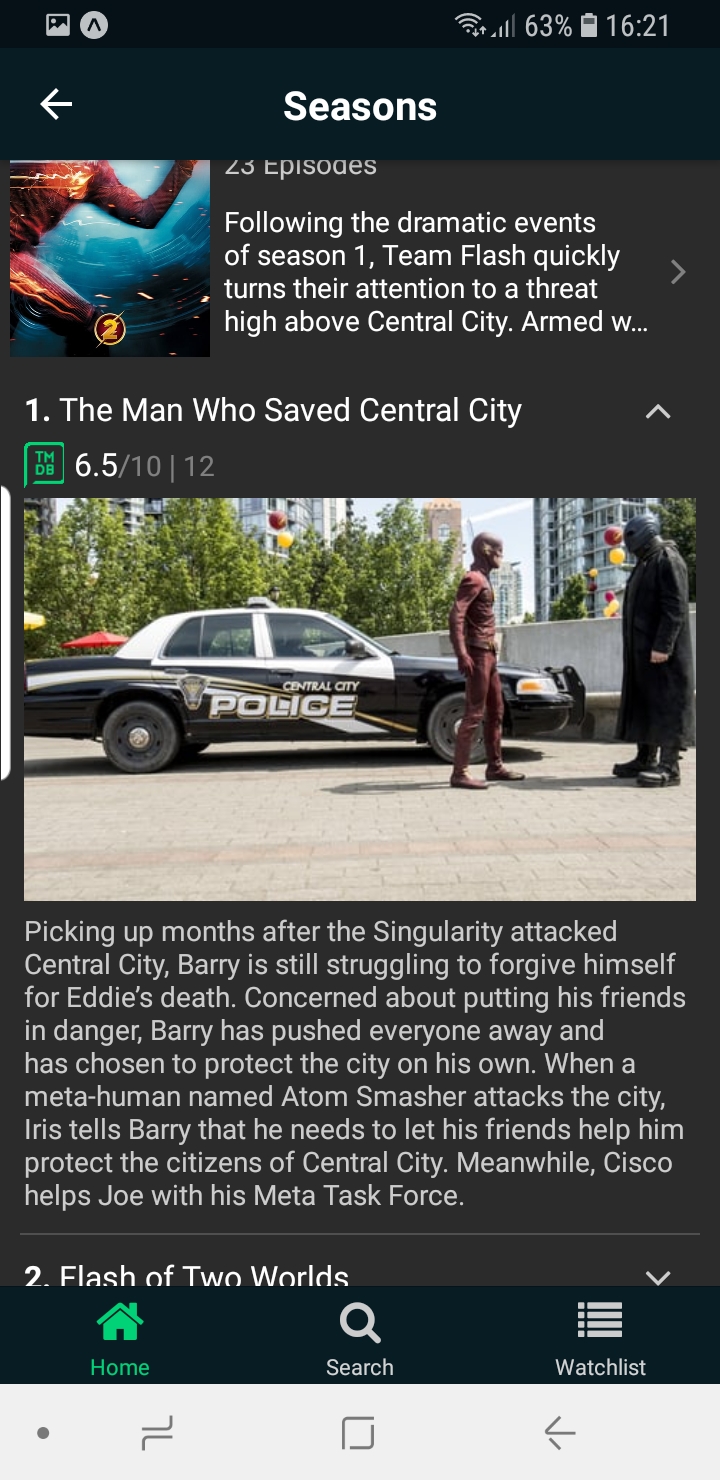 63% 16:21
Seasons
23 Episodes
Following the dramatic events
of season 1, Team Flash quickly
turns their attention to a threat
high above Central City. Armed w...
2
1. The Man Who Saved Central City
TM
DB
6.5/10 | 12
CENTRAL CITY
POLICE
Picking up months after the Singularity attacked
Central City, Barry is still struggling to forgive himself
for Eddie’s death. Concerned about putting his friends
in danger, Barry has pushed everyone away and
has chosen to protect the city on his own. When a
meta-human named Atom Smasher attacks the city,
Iris tells Barry that he needs to let his friends help him
protect the citizens of Central City. Meanwhile, Cisco
helps Joe with his Meta Task Force.
2. Flash of Two Worlds
Home Search Watchlist